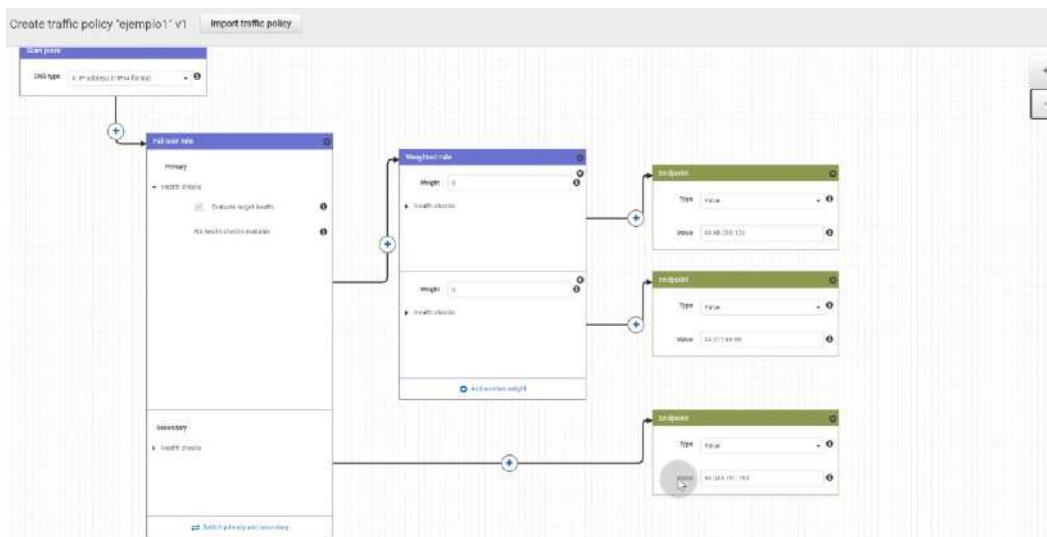 Create traffic policy "ejemplo1" v1
Import traffic policy
Start point
DNS type
Failover rule
Primary
Health checks
Evaluate target health
No health checks available
Secondary
Health checks
Switch primary and secondary
Weighted rule
Weight
Health checks
Weight
Health checks
Add another weight
Endpoint
Type Value
Value
Endpoint
Type Value
Value
Endpoint
Type Value
Value